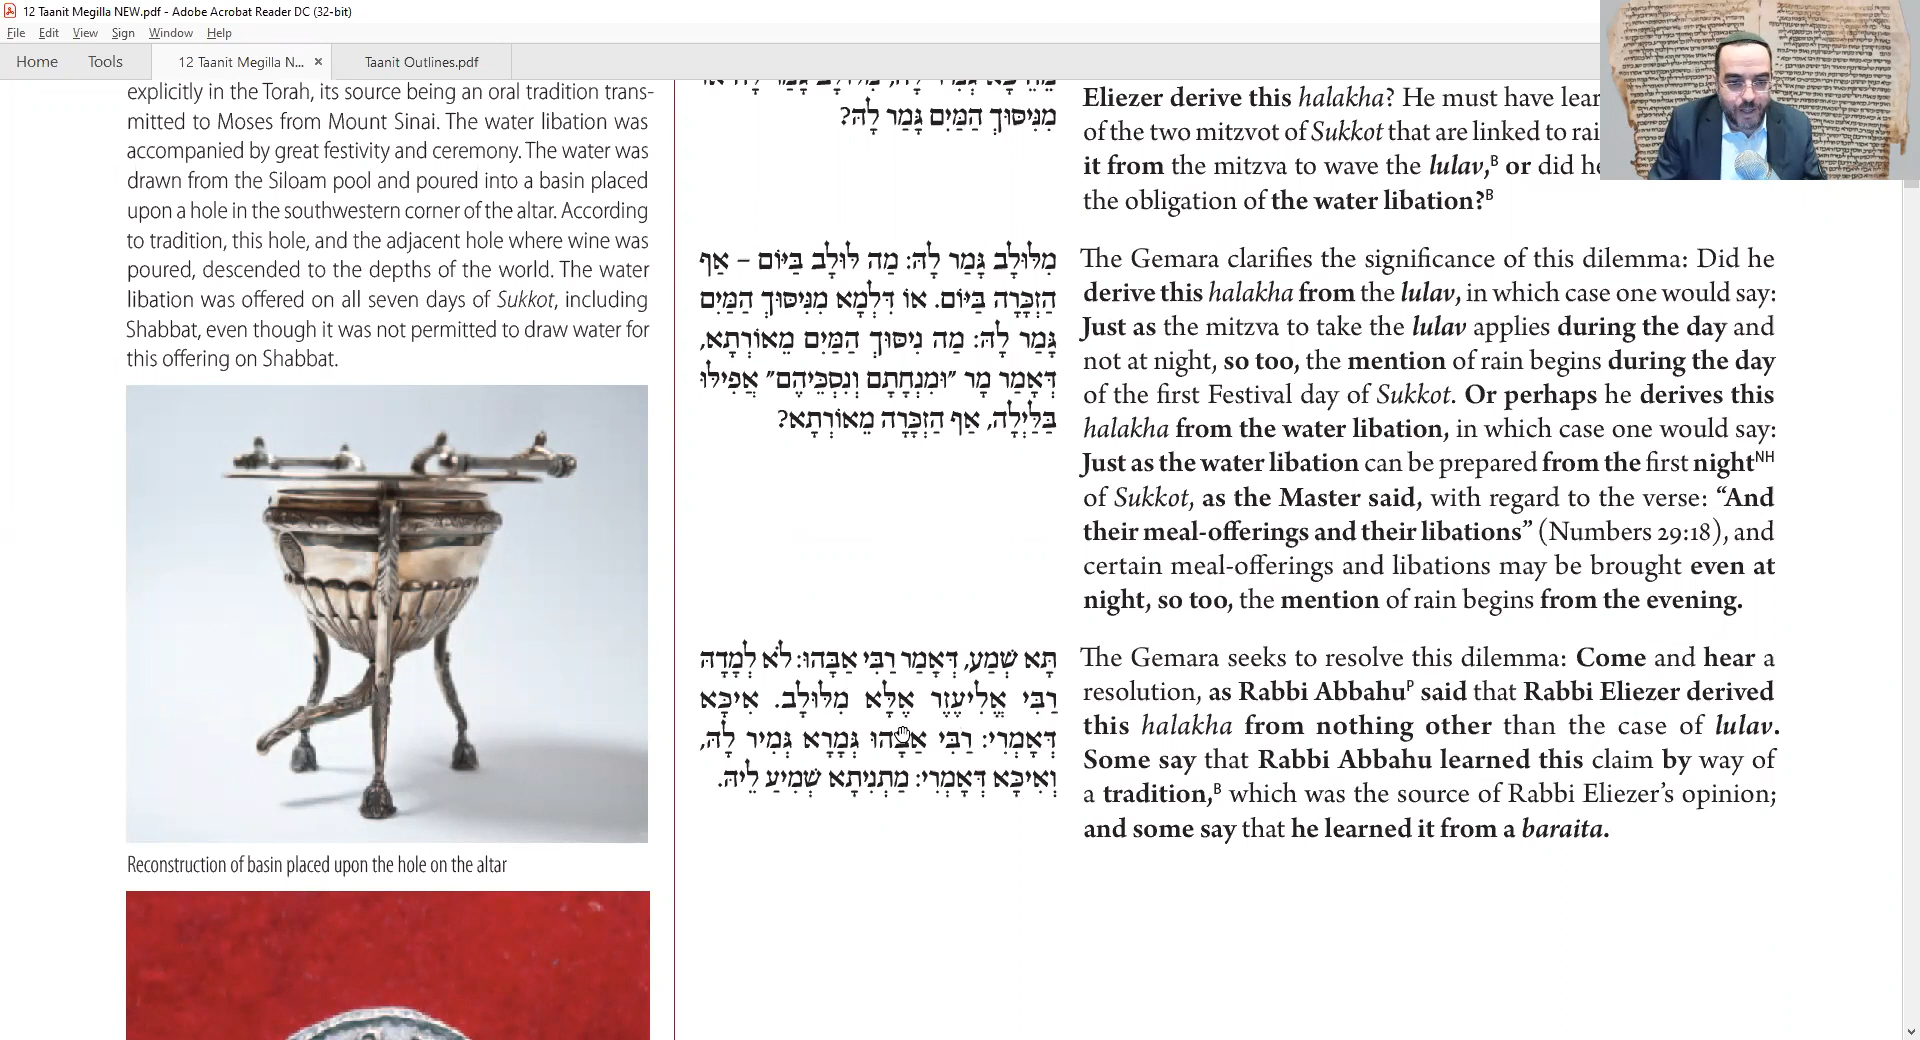 12 Taanit Megilla NEW.pdf - Adobe Acrobat Reader DC (32-bit)
File Edit View Sign Window Help
Home Tools 12 Taanit Megilla N... × Taanit Outlines.pdf
explicitly in the Torah, its source being an oral tradition trans-
mitted to Moses from Mount Sinai. The water libation was
accompanied by great festivity and ceremony. The water was
drawn from the Siloam pool and poured into a basin placed
upon a hole in the southwestern corner of the altar. According
to tradition, this hole, and the adjacent hole where wine was
poured, descended to the depths of the world. The water
libation was offered on all seven days of Sukkot, including
Shabbat, even though it was not permitted to draw water for
this offering on Shabbat.
Reconstruction of basin placed upon the hole on the altar
מִנִּיסּוּךְ הַמַּיִם גָּמַר לָהּ?
מִלּוּלָב גָּמַר לָהּ: מַה לּוּלָב בַּיּוֹם – אַף
הַזְכָּרָה בַּיּוֹם. אוֹ דִּלְמָא מִנִּיסּוּךְ הַמַּיִם
גָּמַר לָהּ: מַה נִּיסּוּךְ הַמַּיִם מֵאוֹרְתָא,
דְּאָמַר מָר ״וּמִנְחָתָם וְנִסְכֵּיהֶם״ אֲפִילּוּ
בַּלַּיְלָה, אַף הַזְכָּרָה מֵאוֹרְתָא?
תָּא שְׁמַע, דְּאָמַר רַבִּי אַבָּהוּ: לֹא לְמָדָהּ
רַבִּי אֱלִיעֶזֶר אֶלָּא מִלּוּלָב. אִיכָּא
דְּאָמְרִי: רַבִּי אַבָּהוּ גְּמָרָא גְּמִיר לָהּ,
וְאִיכָּא דְּאָמְרִי: מַתְנִיתָא שְׁמִיעַ לֵיהּ.
Eliezer derive this halakha? He must have lear
of the two mitzvot of Sukkot that are linked to rai
it from the mitzva to wave the lulav,B or did he
the obligation of the water libation?B
The Gemara clarifies the significance of this dilemma: Did he
derive this halakha from the lulav, in which case one would say:
Just as the mitzva to take the lulav applies during the day and
not at night, so too, the mention of rain begins during the day
of the first Festival day of Sukkot. Or perhaps he derives this
halakha from the water libation, in which case one would say:
Just as the water libation can be prepared from the first nightNH
of Sukkot, as the Master said, with regard to the verse: “And
their meal-offerings and their libations” (Numbers 29:18), and
certain meal-offerings and libations may be brought even at
night, so too, the mention of rain begins from the evening.
The Gemara seeks to resolve this dilemma: Come and hear a
resolution, as Rabbi AbbahuP said that Rabbi Eliezer derived
this halakha from nothing other than the case of lulav.
Some say that Rabbi Abbahu learned this claim by way of
a tradition,B which was the source of Rabbi Eliezer’s opinion;
and some say that he learned it from a baraita.